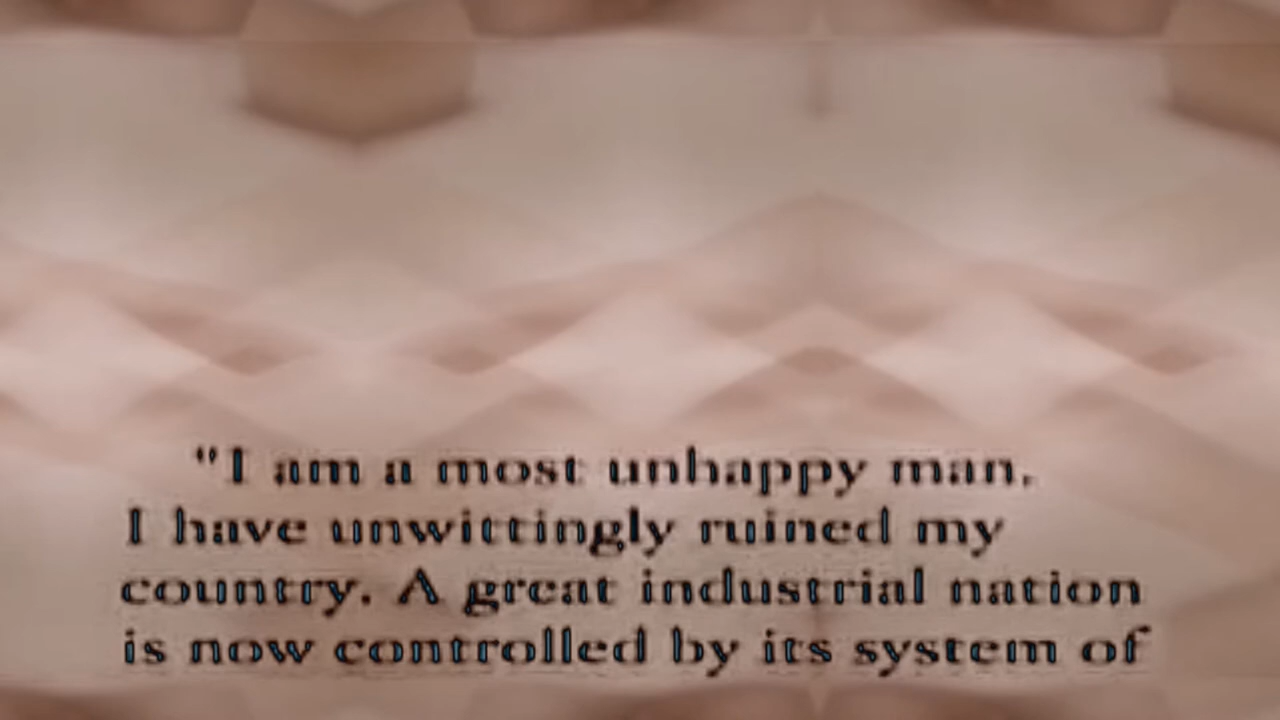 "I am a most unhappy man.
I have unwittingly ruined my
country. A great industrial nation
is now controlled by its system of